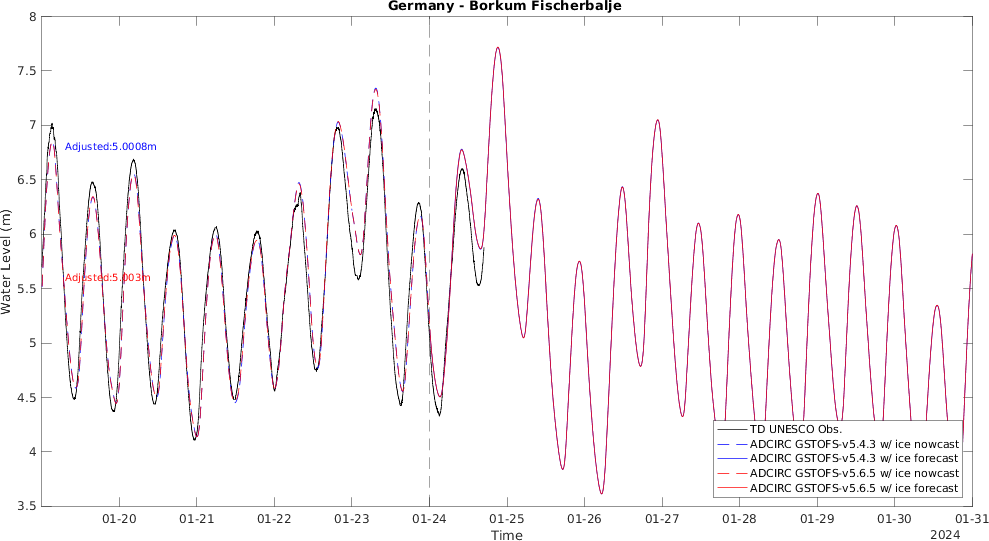 Germany - Borkum Fischerbalje
Water Level (m)
8
7.5
7
6.5
6
5.5
5
4.5
4
3.5
Adjusted:5.0008m
Adjusted:5.003m
TD UNESCO Obs.
ADCIRC GSTOFS-v5.4.3 w/ ice nowcast
ADCIRC GSTOFS-v5.4.3 w/ ice forecast
ADCIRC GSTOFS-v5.6.5 w/ ice nowcast
ADCIRC GSTOFS-v5.6.5 w/ ice forecast
01-20 01-21 01-22 01-23 01-24 01-25 01-26 01-27 01-28 01-29 01-30 01-31
Time
2024